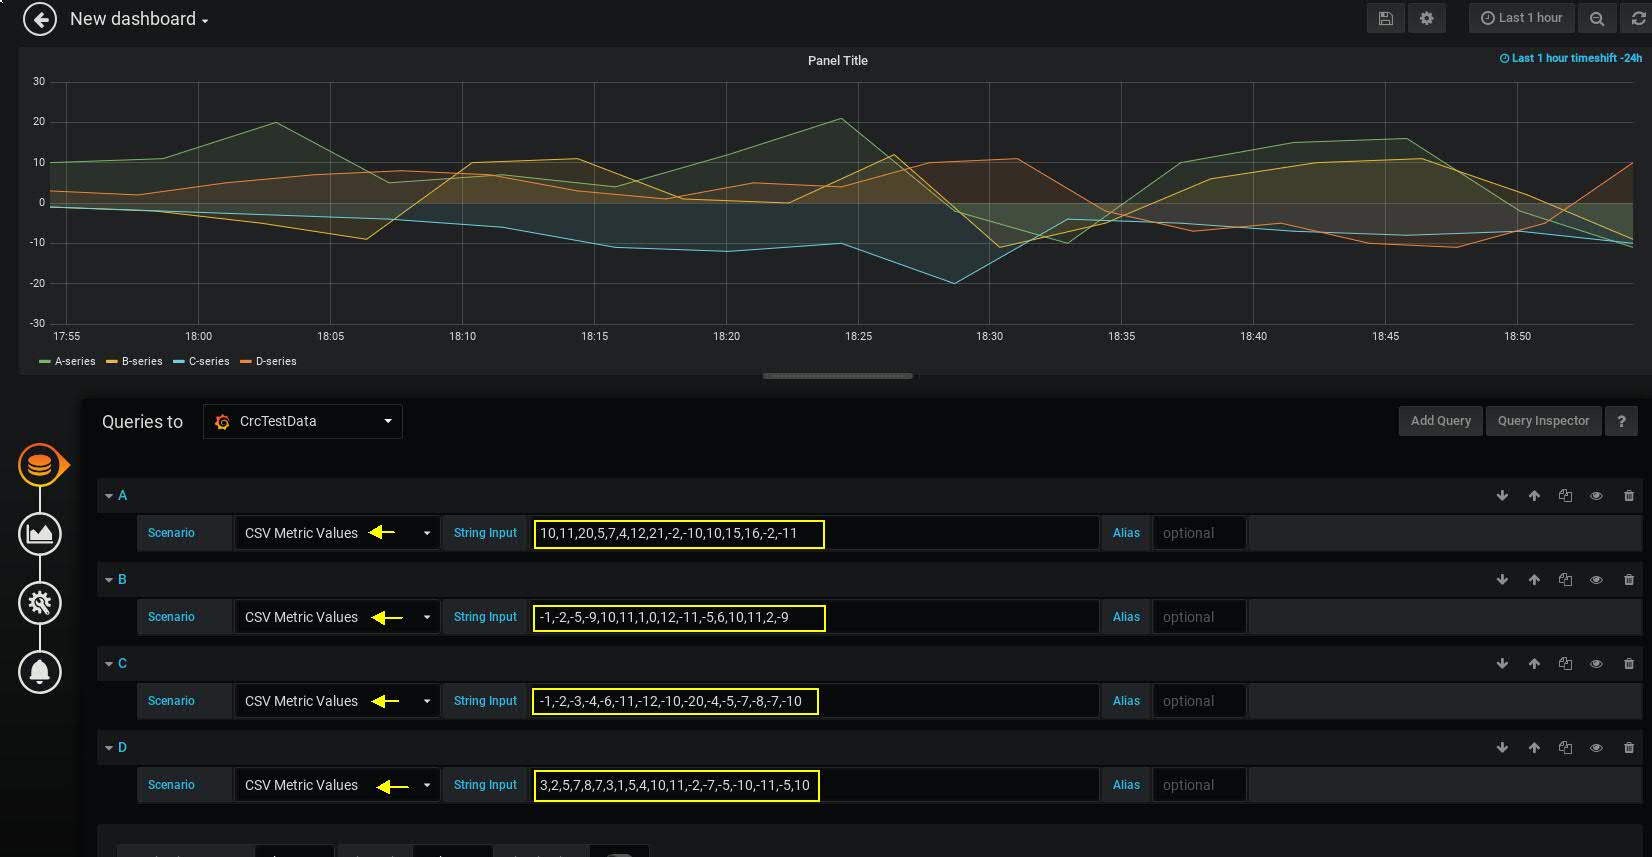 New dashboard
Last 1 hour
Panel Title
Last 1 hour timeshift -24h
30
20
10
0
-10
-20
-30
17:55 18:00 18:05 18:10 18:15 18:20 18:25 18:30 18:35 18:40 18:45 18:50
A-series B-series C-series D-series
Queries to CrcTestData Add Query Query Inspector ?
A
Scenario CSV Metric Values String Input 10,11,20,5,7,4,12,21,-2,-10,10,15,16,-2,-11 Alias optional
B
Scenario CSV Metric Values String Input -1,-2,-5,-9,10,11,1,0,12,-11,-5,6,10,11,2,-9 Alias optional
C
Scenario CSV Metric Values String Input -1,-2,-3,-4,-6,-11,-12,-10,-20,-4,-5,-7,-8,-7,-10 Alias optional
D
Scenario CSV Metric Values String Input 3,2,5,7,8,7,3,1,5,4,10,11,-2,-7,-5,-10,-11,-5,10 Alias optional